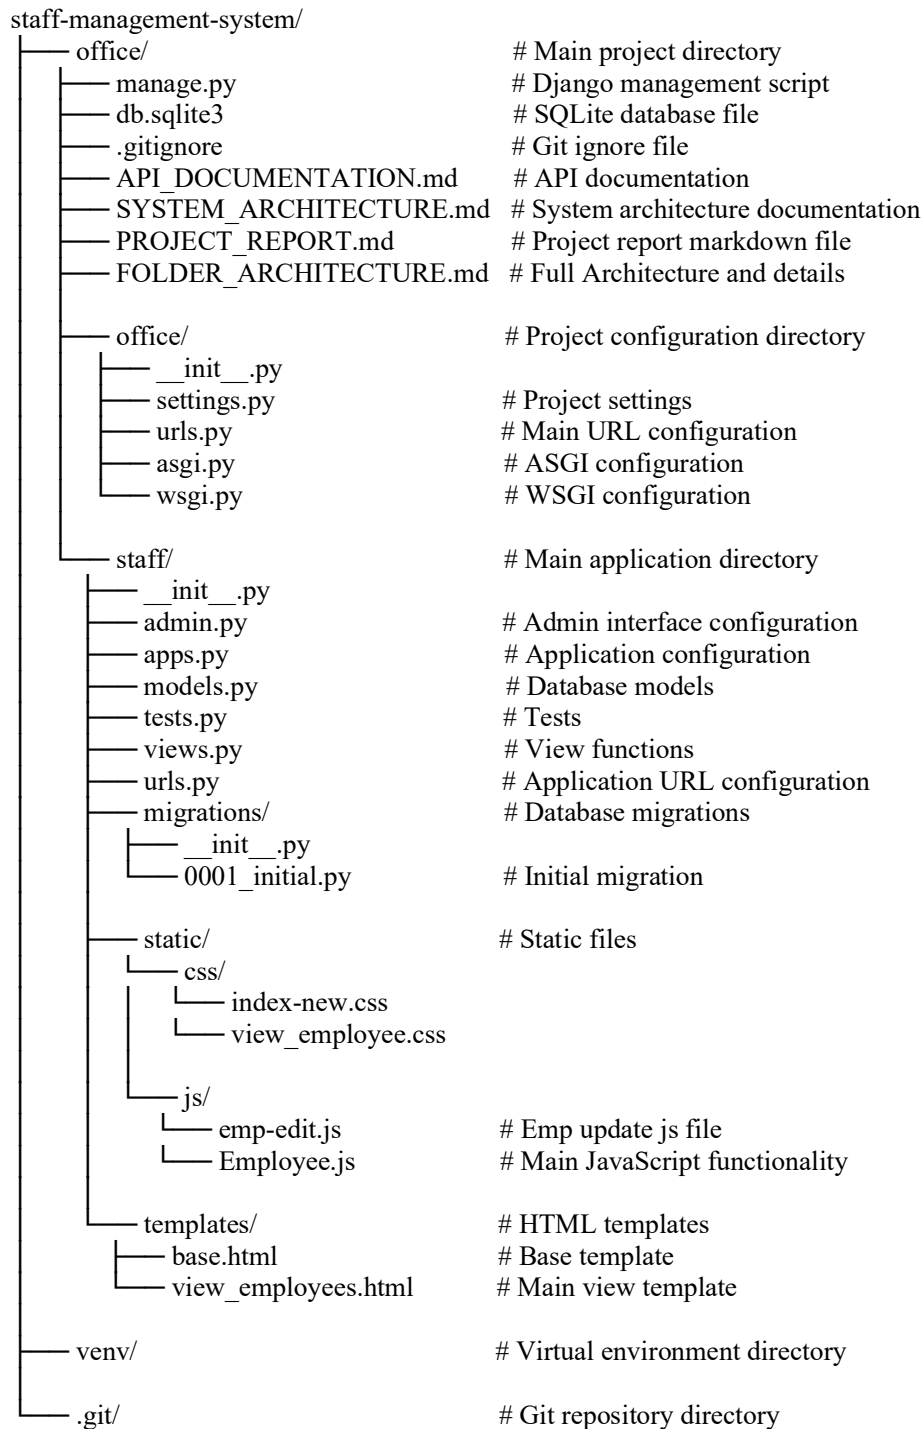 staff-management-system/
├── office/ # Main project directory
│ ├── manage.py # Django management script
│ ├── db.sqlite3 # SQLite database file
│ ├── .gitignore # Git ignore file
│ ├── API_DOCUMENTATION.md # API documentation
│ ├── SYSTEM_ARCHITECTURE.md # System architecture documentation
│ ├── PROJECT_REPORT.md # Project report markdown file
│ ├── FOLDER_ARCHITECTURE.md # Full Architecture and details
│ ├── office/ # Project configuration directory
│ │ ├── __init__.py
│ │ ├── settings.py # Project settings
│ │ ├── urls.py # Main URL configuration
│ │ ├── asgi.py # ASGI configuration
│ │ └── wsgi.py # WSGI configuration
│ └── staff/ # Main application directory
│ ├── __init__.py
│ ├── admin.py # Admin interface configuration
│ ├── apps.py # Application configuration
│ ├── models.py # Database models
│ ├── tests.py # Tests
│ ├── views.py # View functions
│ ├── urls.py # Application URL configuration
│ ├── migrations/ # Database migrations
│ │ ├── __init__.py
│ │ └── 0001_initial.py # Initial migration
│ ├── static/ # Static files
│ │ └── css/
│ │ │ └── index-new.css
│ │ │ └── view_employee.css
│ │ └── js/
│ │ └── emp-edit.js # Emp update js file
│ │ └── Employee.js # Main JavaScript functionality
│ └── templates/ # HTML templates
│ ├── base.html # Base template
│ └── view_employees.html # Main view template
├── venv/ # Virtual environment directory
└── .git/ # Git repository directory